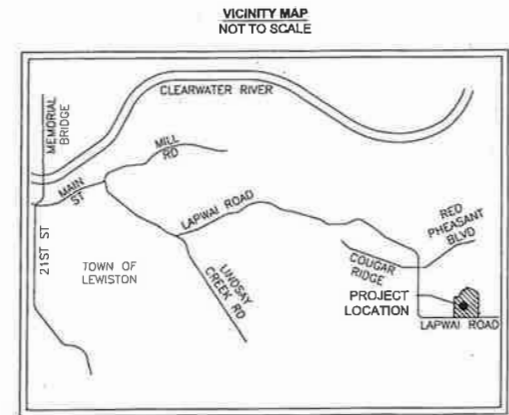 VICINITY MAP
NOT TO SCALE
CLEARWATER RIVER
MEMORIAL
BRIDGE
MILL
RD
MAIN
ST
LAPWAI ROAD
RED
PHEASANT
BLVD
21ST ST
TOWN OF
LEWISTON
COUGAR
RIDGE
LINDSAY
CREEK RD
PROJECT
LOCATION
LAPWAI ROAD